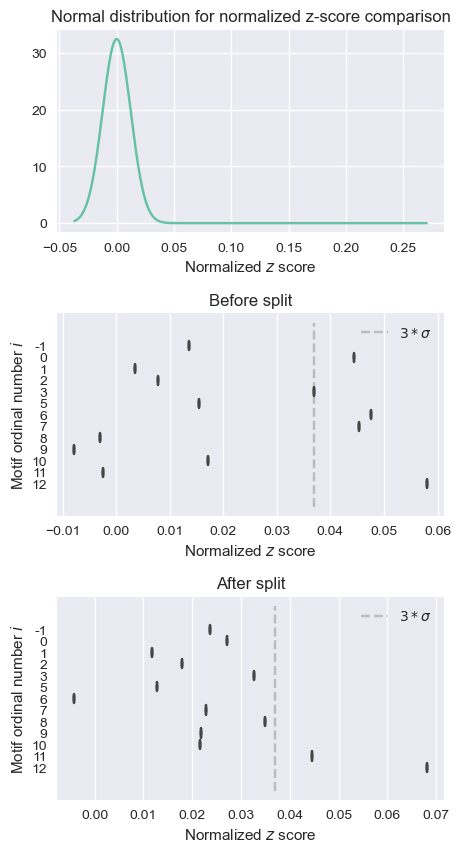 Normal distribution for normalized z-score comparison
30
20
10
0
−0.05 0.00 0.05 0.10 0.15 0.20 0.25
Normalized z score
Before split
Motif ordinal number i
-1
0
1
2
3
5
6
7
8
9
10
11
12
3 * σ
−0.01 0.00 0.01 0.02 0.03 0.04 0.05 0.06
Normalized z score
After split
Motif ordinal number i
-1
0
1
2
3
5
6
7
8
9
10
11
12
3 * σ
0.00 0.01 0.02 0.03 0.04 0.05 0.06 0.07
Normalized z score